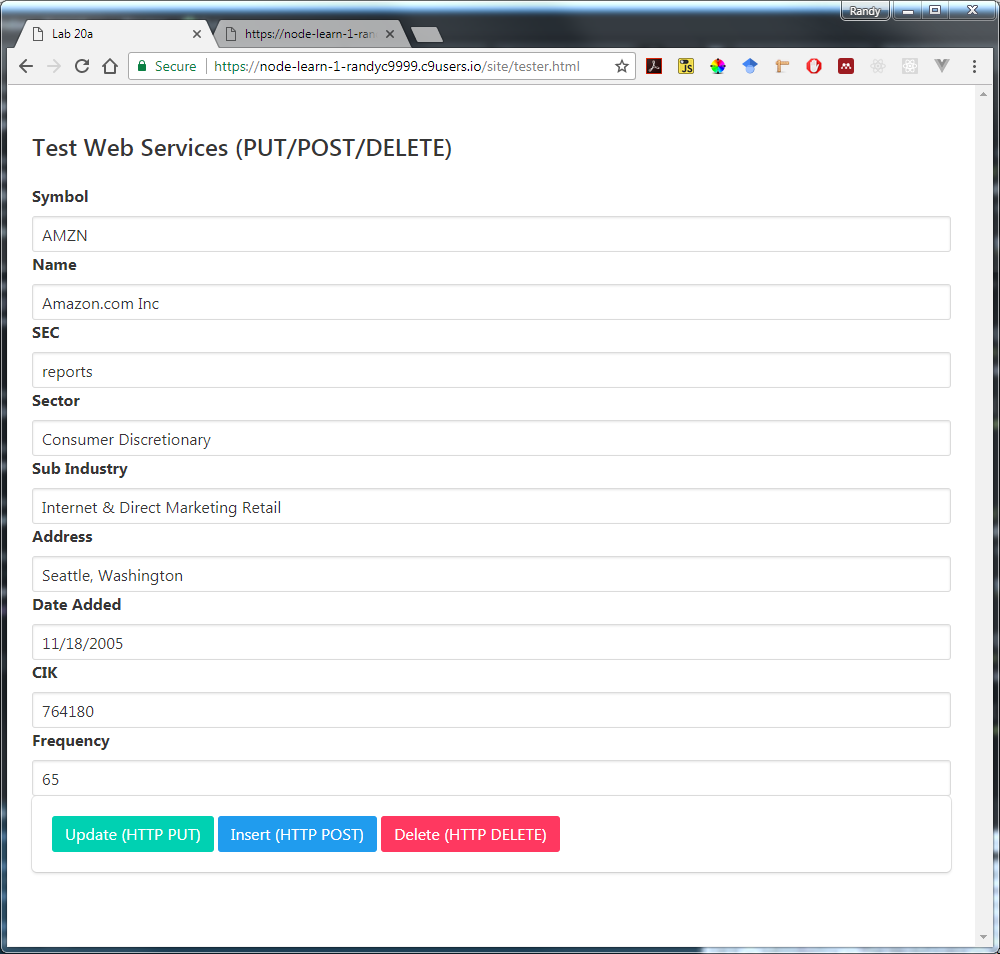 Randy
Lab 20a
https://node-learn-1-ran
Secure
https://node-learn-1-randyc9999.c9users.io/site/tester.html
JS
Test Web Services (PUT/POST/DELETE)
Symbol
AMZN
Name
Amazon.com Inc
SEC
reports
Sector
Consumer Discretionary
Sub Industry
Internet & Direct Marketing Retail
Address
Seattle, Washington
Date Added
11/18/2005
CIK
764180
Frequency
65
Update (HTTP PUT) Insert (HTTP POST) Delete (HTTP DELETE)